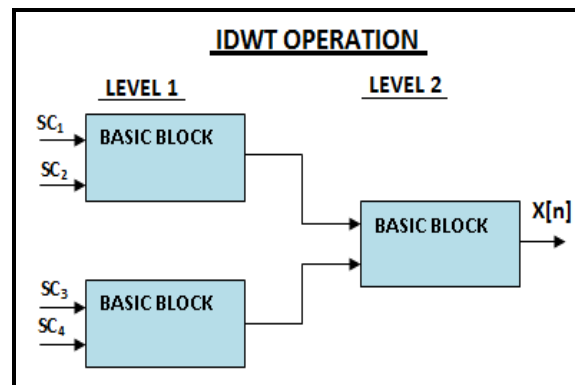 IDWT OPERATION
LEVEL 1
LEVEL 2
SC₁
SC₂
BASIC BLOCK
BASIC BLOCK
X[n]
SC₃
SC₄
BASIC BLOCK